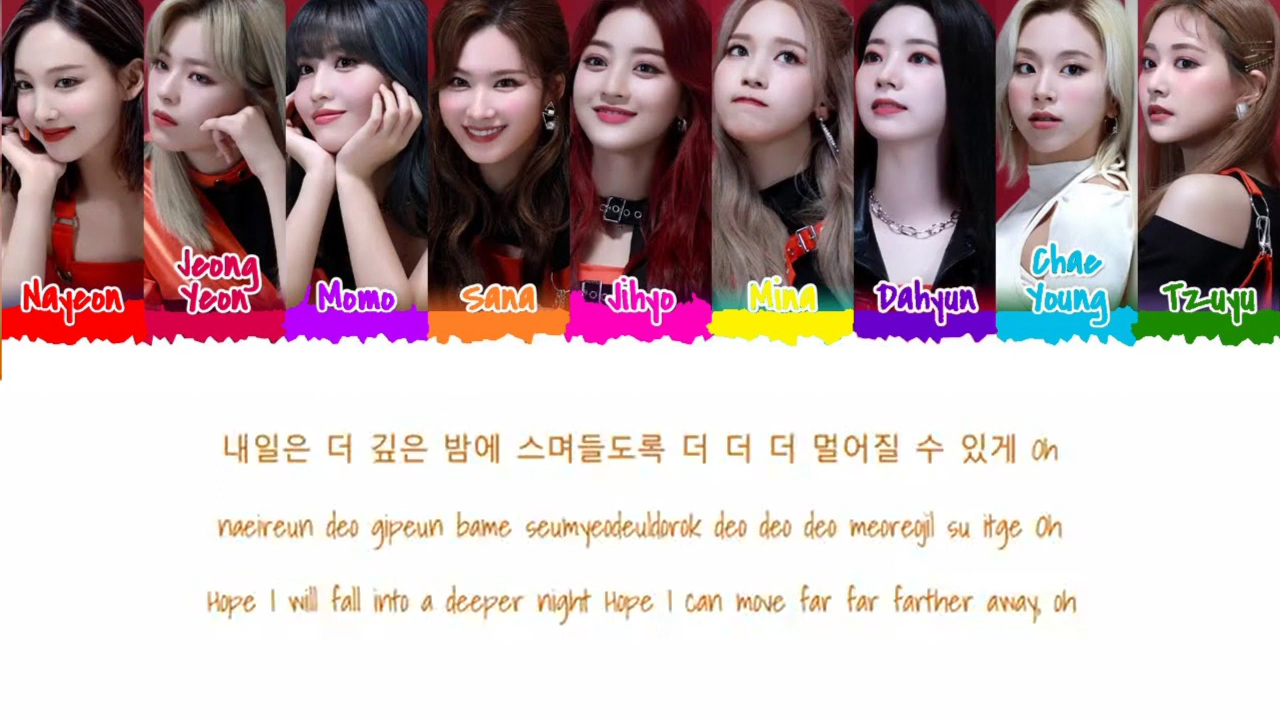 Nayeon
Jeong
Yeon
Momo
Sana
Jihyo
Mina
Dahyun
Chae
Young
Tzuyu
내일은 더 깊은 밤에 스며들도록 더 더 더 멀어질 수 있게 Oh
naeireun deo gipeun bame seumyeodeuldorok deo deo deo meoreojil su itge Oh
Hope I will fall into a deeper night Hope I can move far far farther away, oh